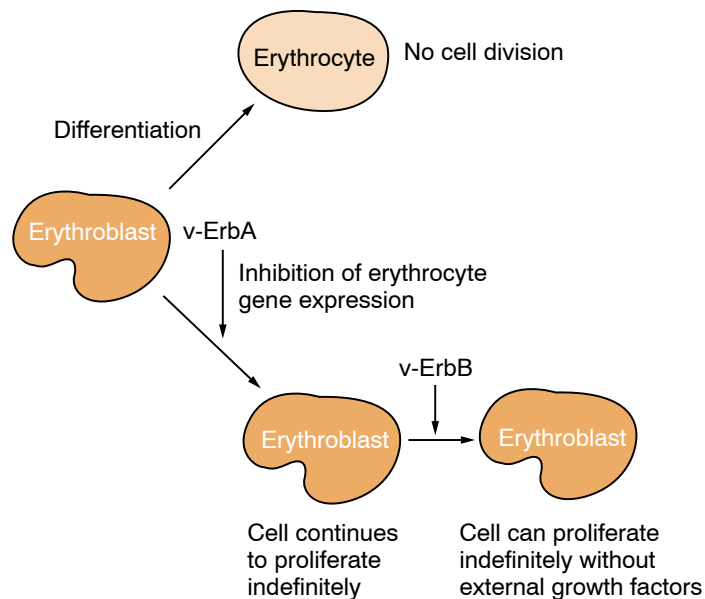 Erythrocyte
No cell division
Differentiation
Erythroblast
v-ErbA
Inhibition of erythrocyte
gene expression
v-ErbB
Erythroblast
Erythroblast
Cell continues
to proliferate
indefinitely
Cell can proliferate
indefinitely without
external growth factors